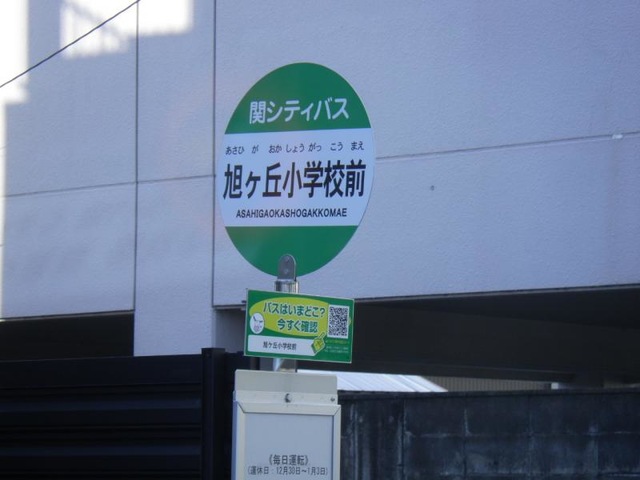 関シティバス
あさひ が おか しょう がっ こう まえ
旭ヶ丘小学校前
ASAHIGAOKASHOGAKKOMAE
バスはいまどこ?
今すぐ確認
旭ケ丘小学校前
《毎日運転》
(運休日:12月30日~1月3日)